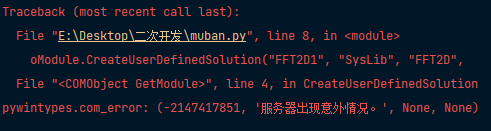 Traceback (most recent call last):
File "E:\Desktop\二次开发\muban.py", line 8, in <module>
oModule.CreateUserDefinedSolution("FFT2D1", "SysLib", "FFT2D",
File "<COMObject GetModule>", line 4, in CreateUserDefinedSolution
pywintypes.com_error: (-2147417851, '服务器出现意外情况。', None, None)